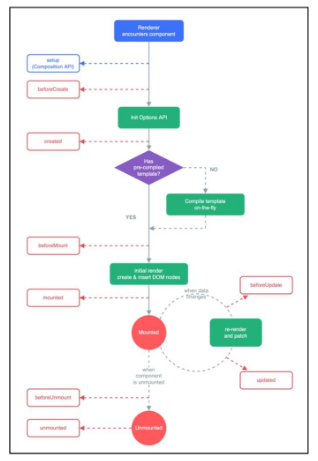 Renderer
encounters component
setup
(Composition API)
beforeCreate
Init Options API
created
Has
pre-compiled
template?
NO
Compile template
on-the-fly
YES
beforeMount
initial render
create & insert DOM nodes
mounted
when data
changes
beforeUpdate
Mounted
re-render
and patch
when
component
is unmounted
updated
beforeUnmount
unmounted
Unmounted